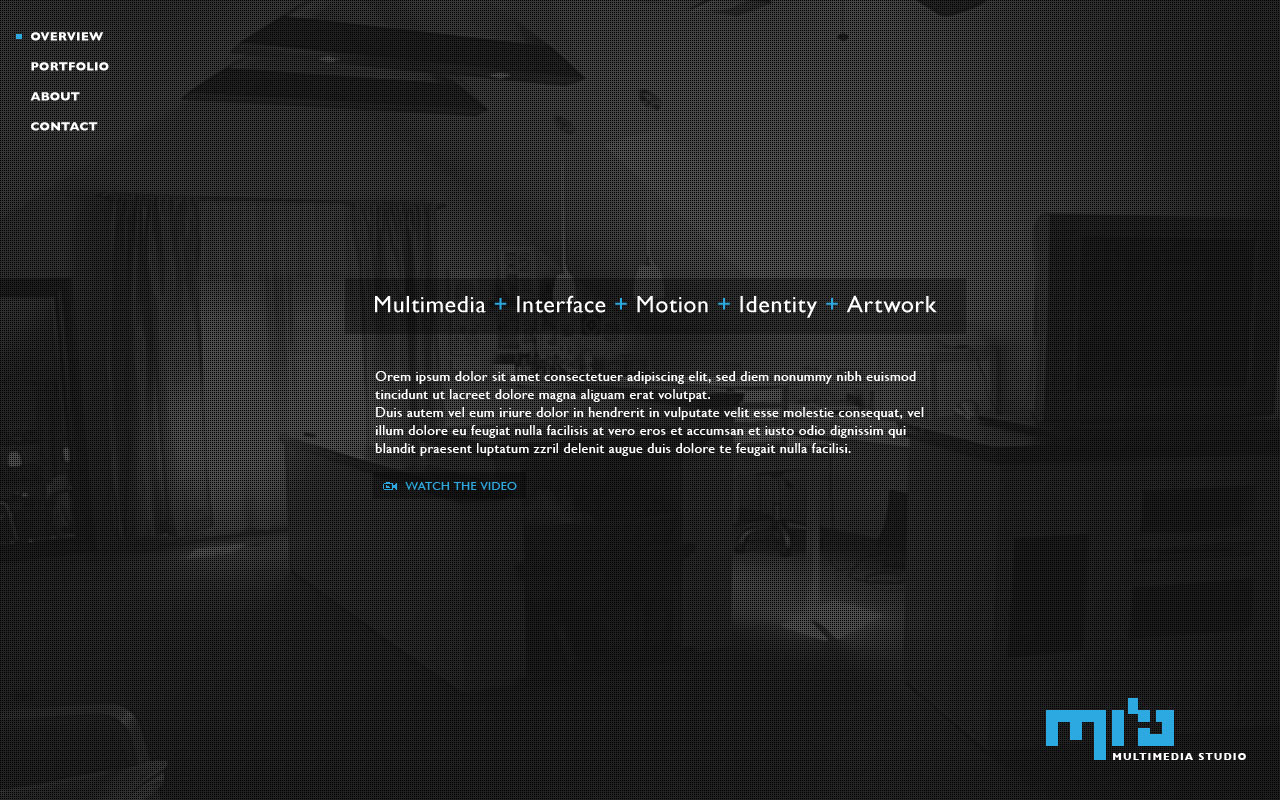 OVERVIEW
PORTFOLIO
ABOUT
CONTACT
Multimedia + Interface + Motion + Identity + Artwork
Orem ipsum dolor sit amet consectetuer adipiscing elit, sed diem nonummy nibh euismod
tincidunt ut lacreet dolore magna aliguam erat volutpat.
Duis autem vel eum iriure dolor in hendrerit in vulputate velit esse molestie consequat, vel
illum dolore eu feugiat nulla facilisis at vero eros et accumsan et iusto odio dignissim qui
blandit praesent luptatum zzril delenit augue duis dolore te feugait nulla facilisi.
WATCH THE VIDEO
MULTIMEDIA STUDIO